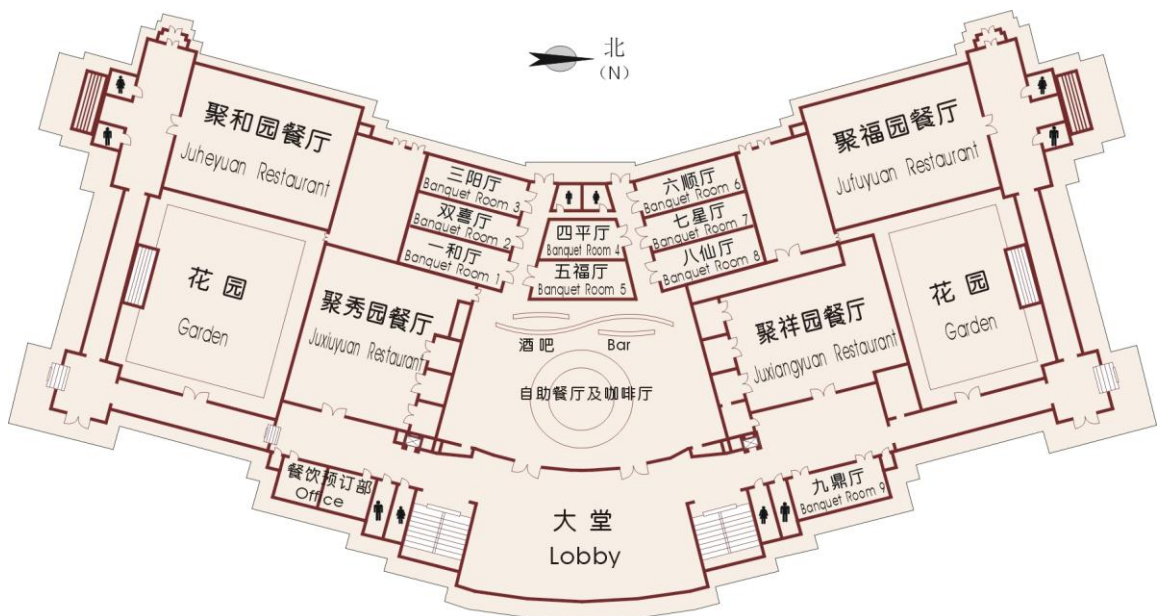 北
(N)
聚和园餐厅
Juheyuan Restaurant
聚福园餐厅
Jufuyuan Restaurant
三阳厅
Banquet Room 3
双喜厅
Banquet Room 2
一和厅
Banquet Room 1
四平厅
Banquet Room 4
五福厅
Banquet Room 5
六顺厅
Banquet Room 6
七星厅
Banquet Room 7
八仙厅
Banquet Room 8
花园
Garden
聚秀园餐厅
Juxiuyuan Restaurant
酒吧 Bar
自助餐厅及咖啡厅
聚祥园餐厅
Juxiangyuan Restaurant
花园
Garden
餐饮预订部
Office
大堂
Lobby
九鼎厅
Banquet Room 9